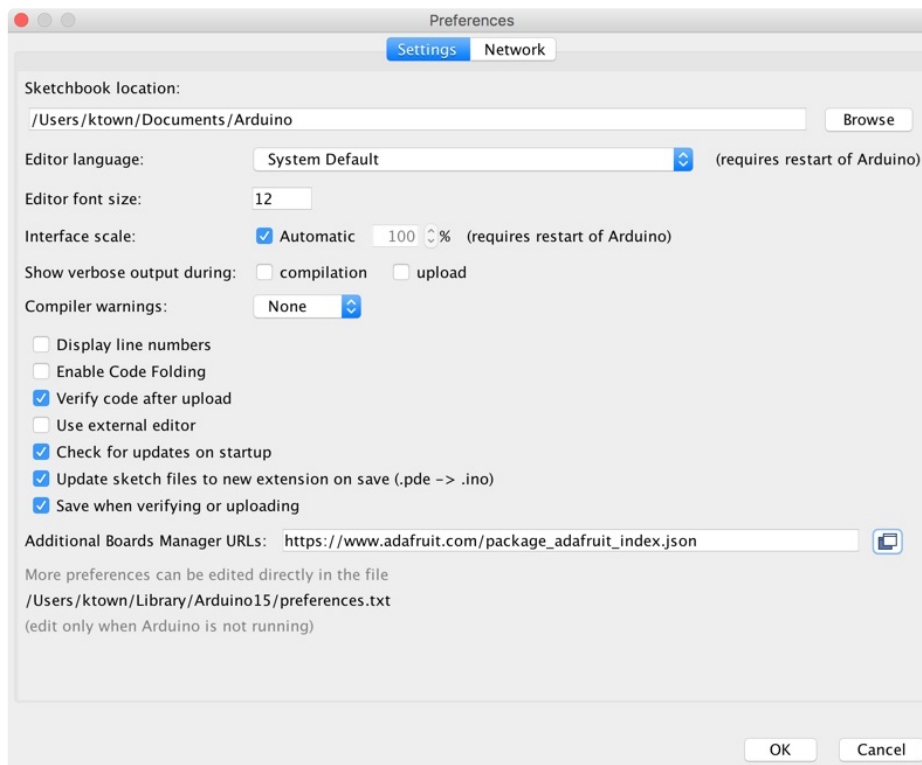 Preferences
Settings Network
Sketchbook location:
/Users/ktown/Documents/Arduino Browse
Editor language: System Default (requires restart of Arduino)
Editor font size: 12
Interface scale: Automatic 100 % (requires restart of Arduino)
Show verbose output during: compilation upload
Compiler warnings: None
Display line numbers
Enable Code Folding
Verify code after upload
Use external editor
Check for updates on startup
Update sketch files to new extension on save (.pde -> .ino)
Save when verifying or uploading
Additional Boards Manager URLs: https://www.adafruit.com/package_adafruit_index.json
More preferences can be edited directly in the file
/Users/ktown/Library/Arduino15/preferences.txt
(edit only when Arduino is not running)
OK Cancel